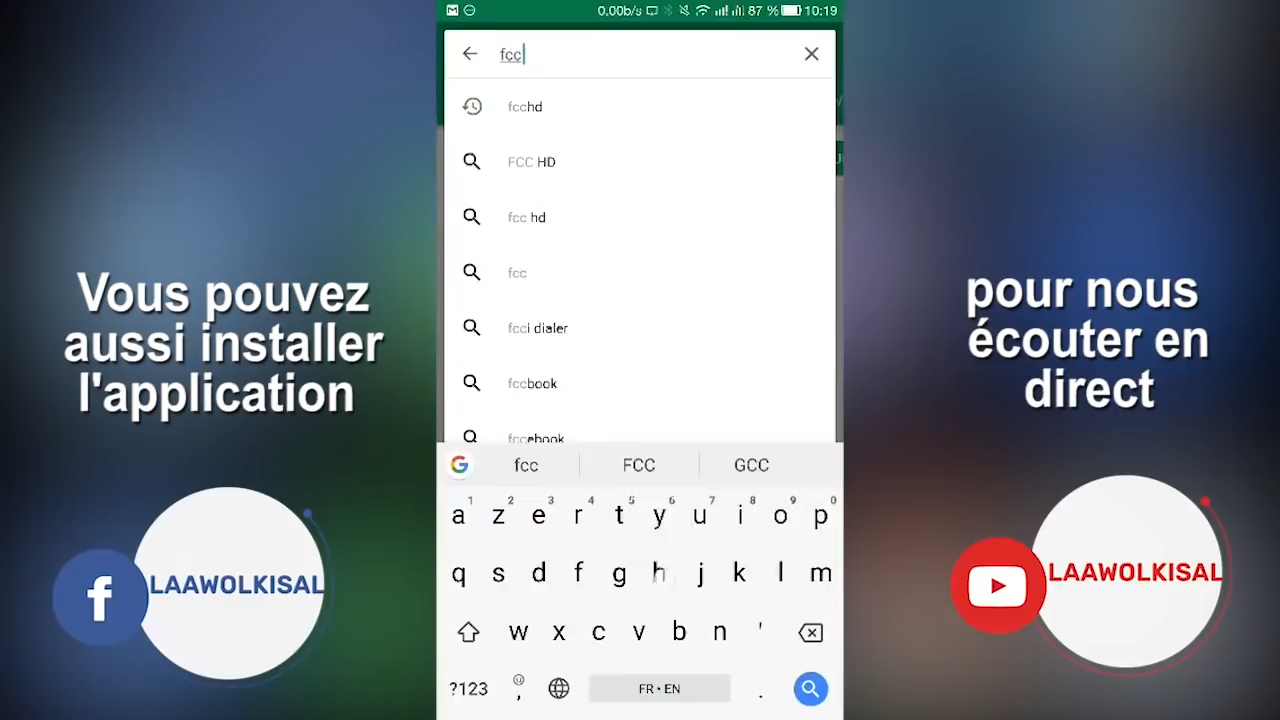 0,00b/s 87 % 10:19
fcc
fcchd
FCC HD
fcc hd
fcc
fcci dialer
fccbook
fccebook
fcc FCC GCC
1 2 3 4 5 6 7 8 9 0
a z e r t y u i o p
q s d f g h j k l m
w x c v b n '
?123 , FR • EN .
Vous pouvez
aussi installer
l'application
f LAAWOLKISAL
pour nous
écouter en
direct
LAAWOLKISAL